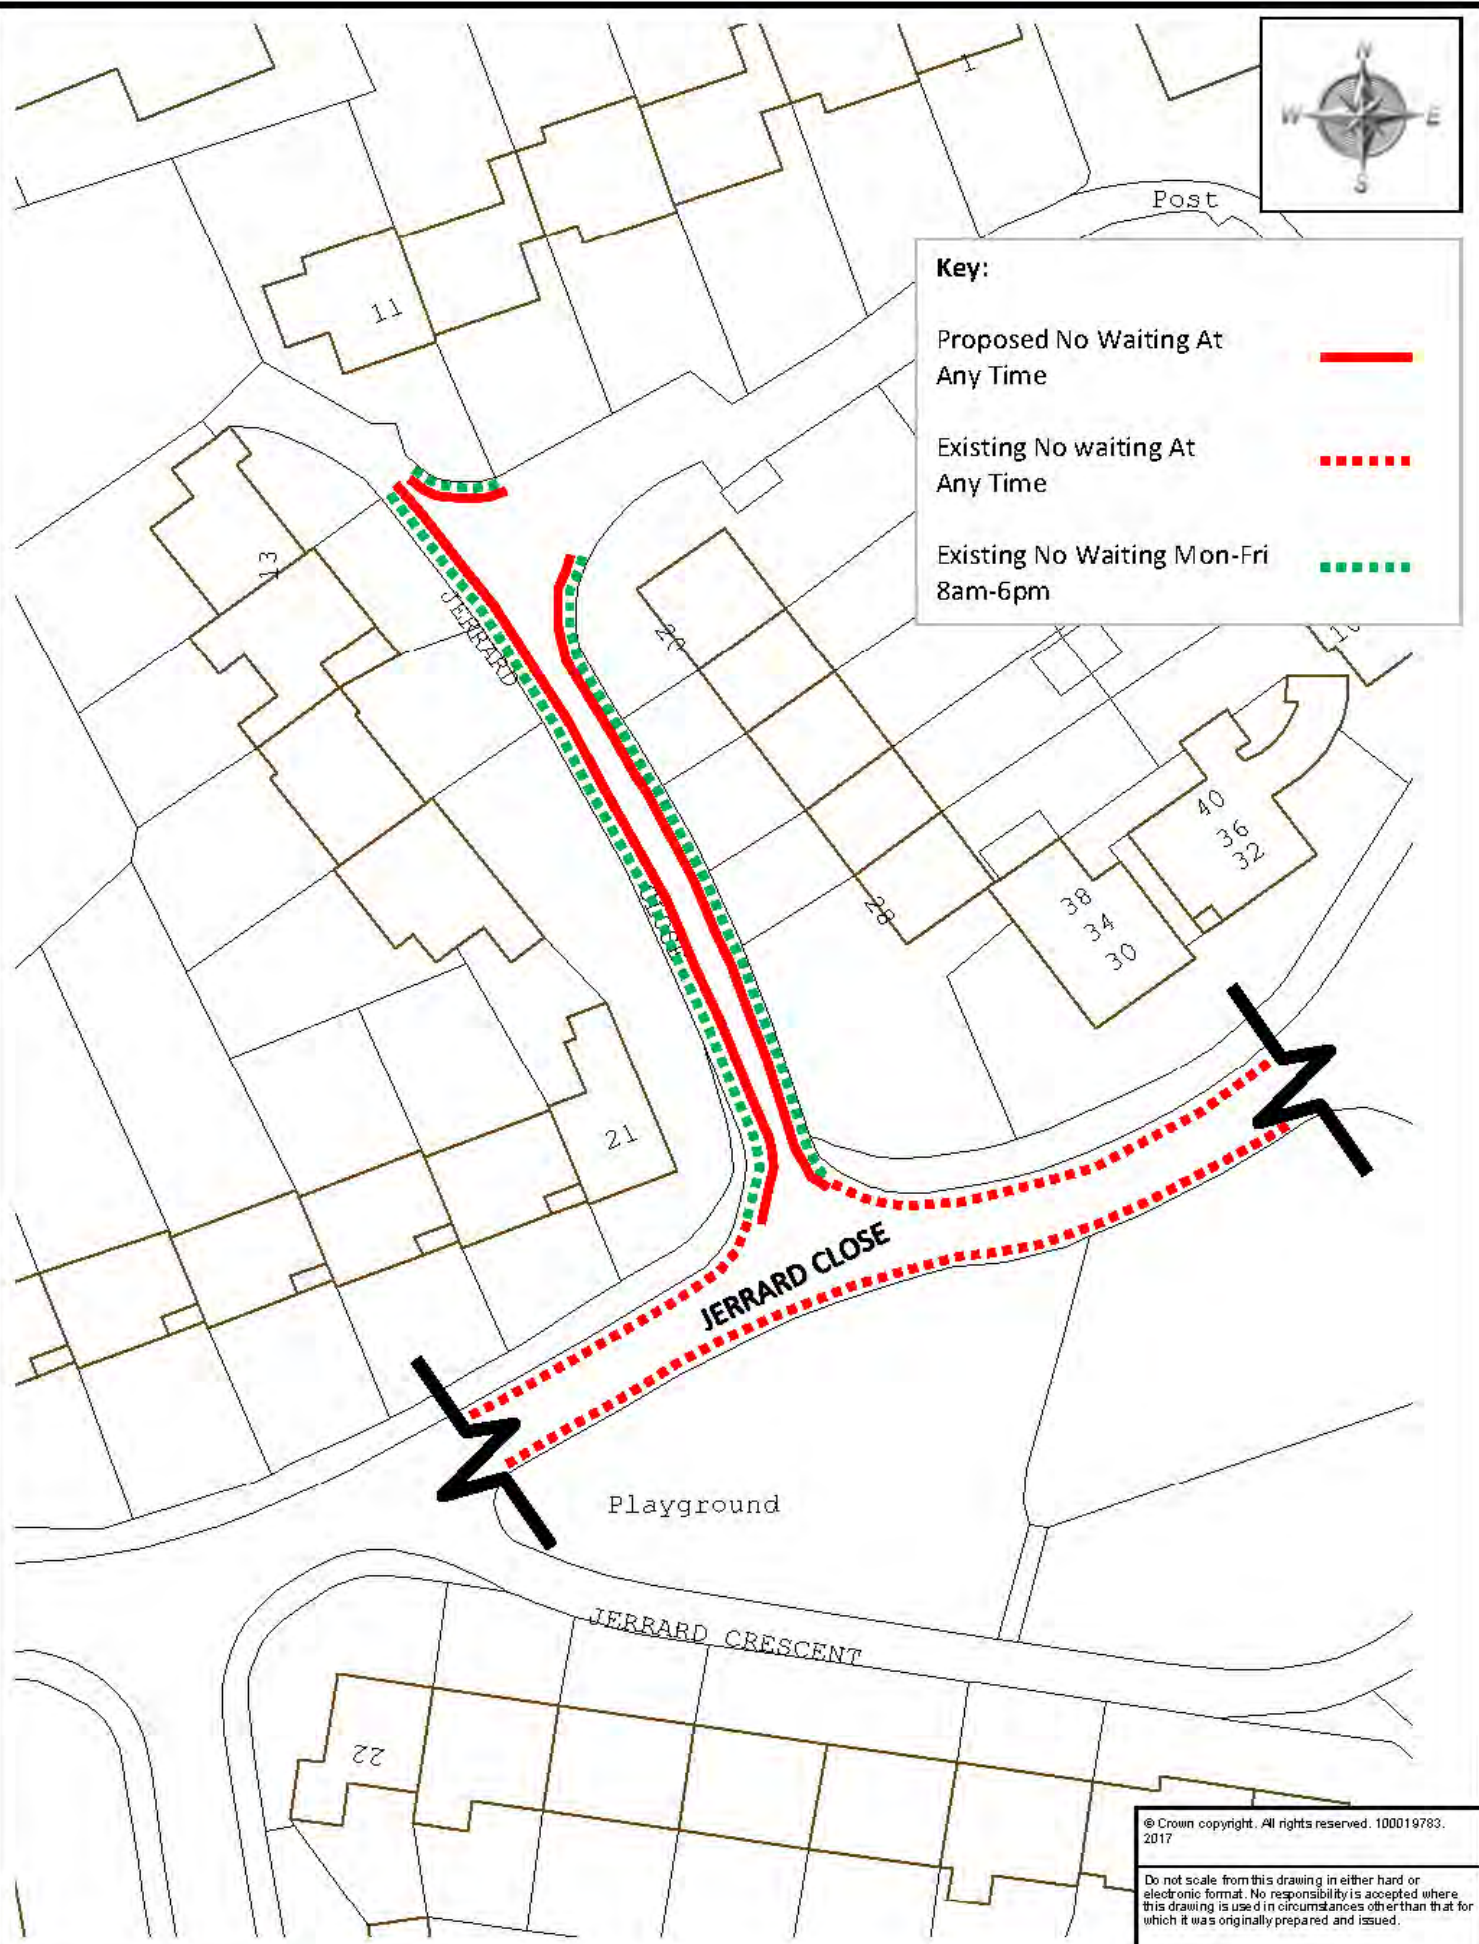 N
W E
S
1
Post
Key:
Proposed No Waiting At
Any Time
Existing No waiting At
Any Time
Existing No Waiting Mon-Fri
8am-6pm
11
13
JERRARD
20
40
36
32
38
34
30
28
21
JERRARD CLOSE
Playground
JERRARD CRESCENT
22
© Crown copyright. All rights reserved. 100019783.
2017
Do not scale from this drawing in either hard or
electronic format. No responsibility is accepted where
this drawing is used in circumstances other than that for
which it was originally prepared and issued.